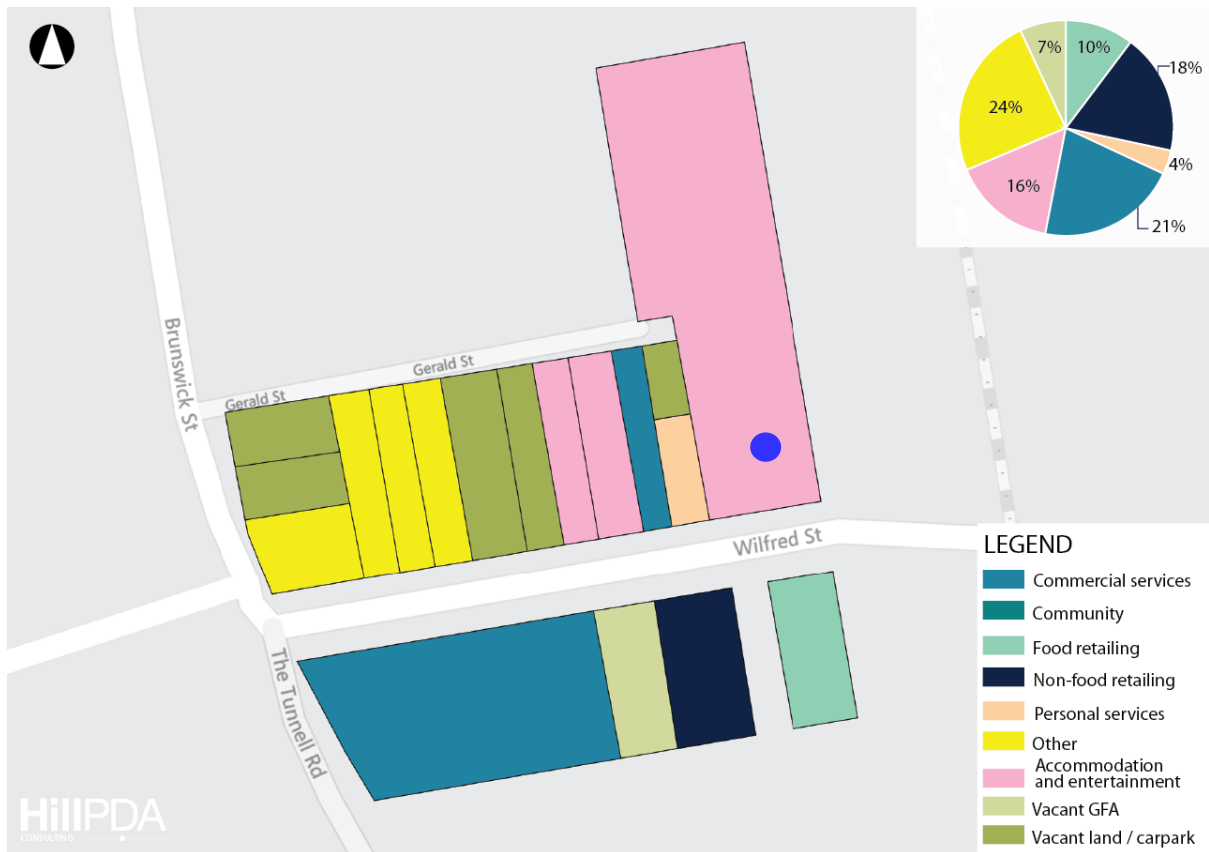 7%
10%
18%
24%
4%
16%
21%
Brunswick St
Gerald St
Gerald St
Wilfred St
The Tunnell Rd
LEGEND
Commercial services
Community
Food retailing
Non-food retailing
Personal services
Other
Accommodation
and entertainment
Vacant GFA
Vacant land / carpark
HillPDA
CONSULTING